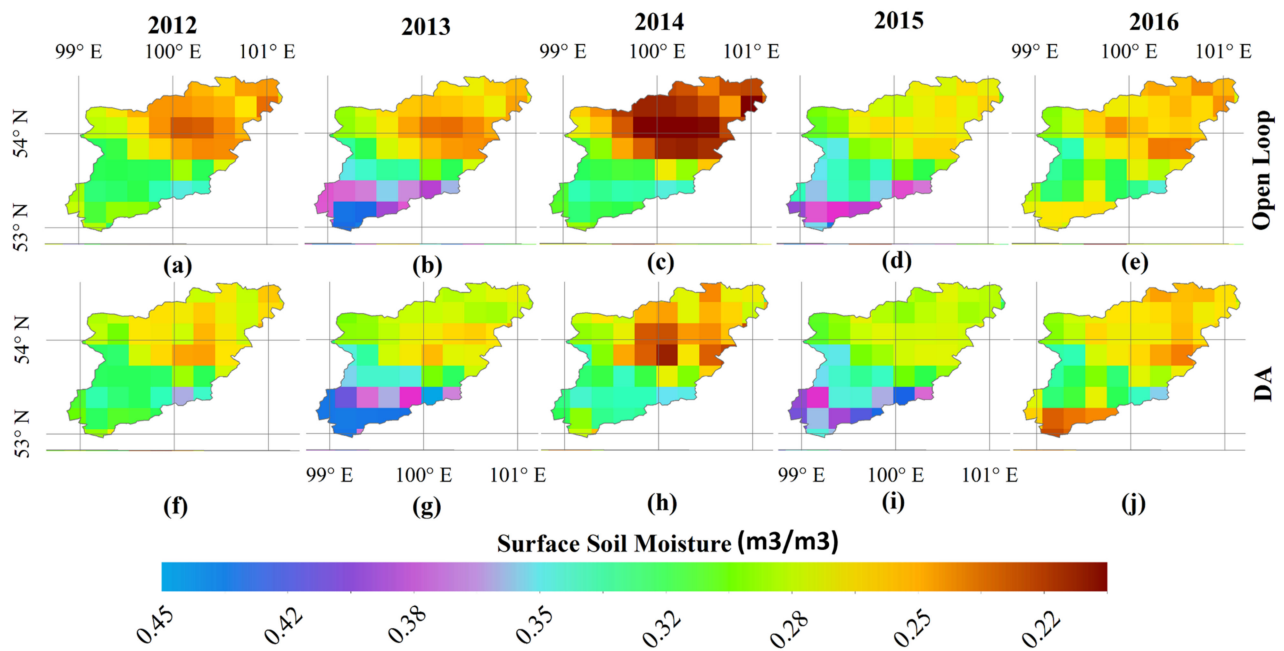 2012 2013 2014 2015 2016
99° E 100° E 101° E 99° E 100° E 101° E 99° E 100° E 101° E
54° N
53° N
Open Loop
(a) (b) (c) (d) (e)
54° N
53° N
DA
99° E 100° E 101° E 99° E 100° E 101° E
(f) (g) (h) (i) (j)
Surface Soil Moisture (m3/m3)
0.45 0.42 0.38 0.35 0.32 0.28 0.25 0.22